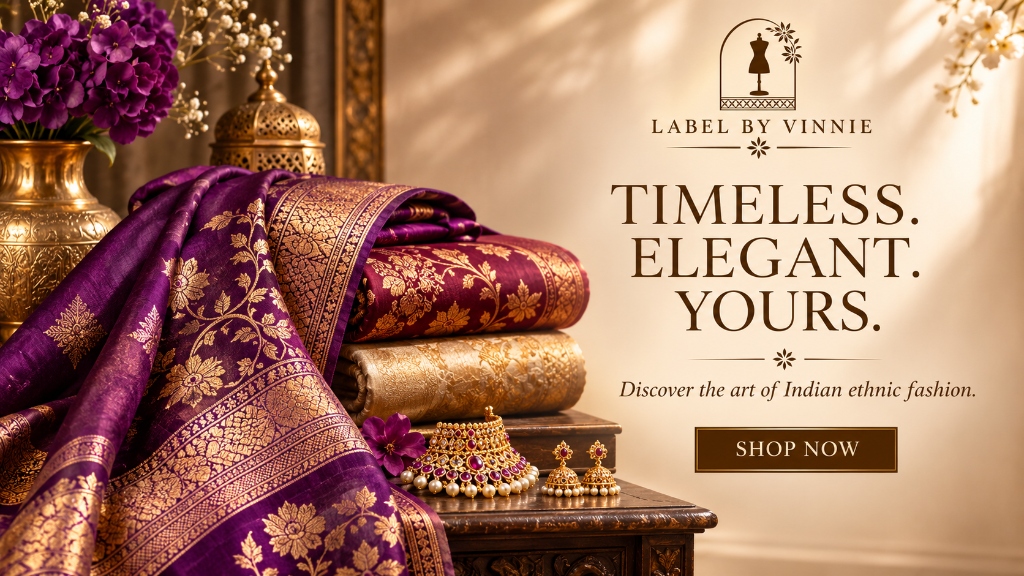 LABEL BY VINNIE
TIMELESS.
ELEGANT.
YOURS.
Discover the art of Indian ethnic fashion.
SHOP NOW